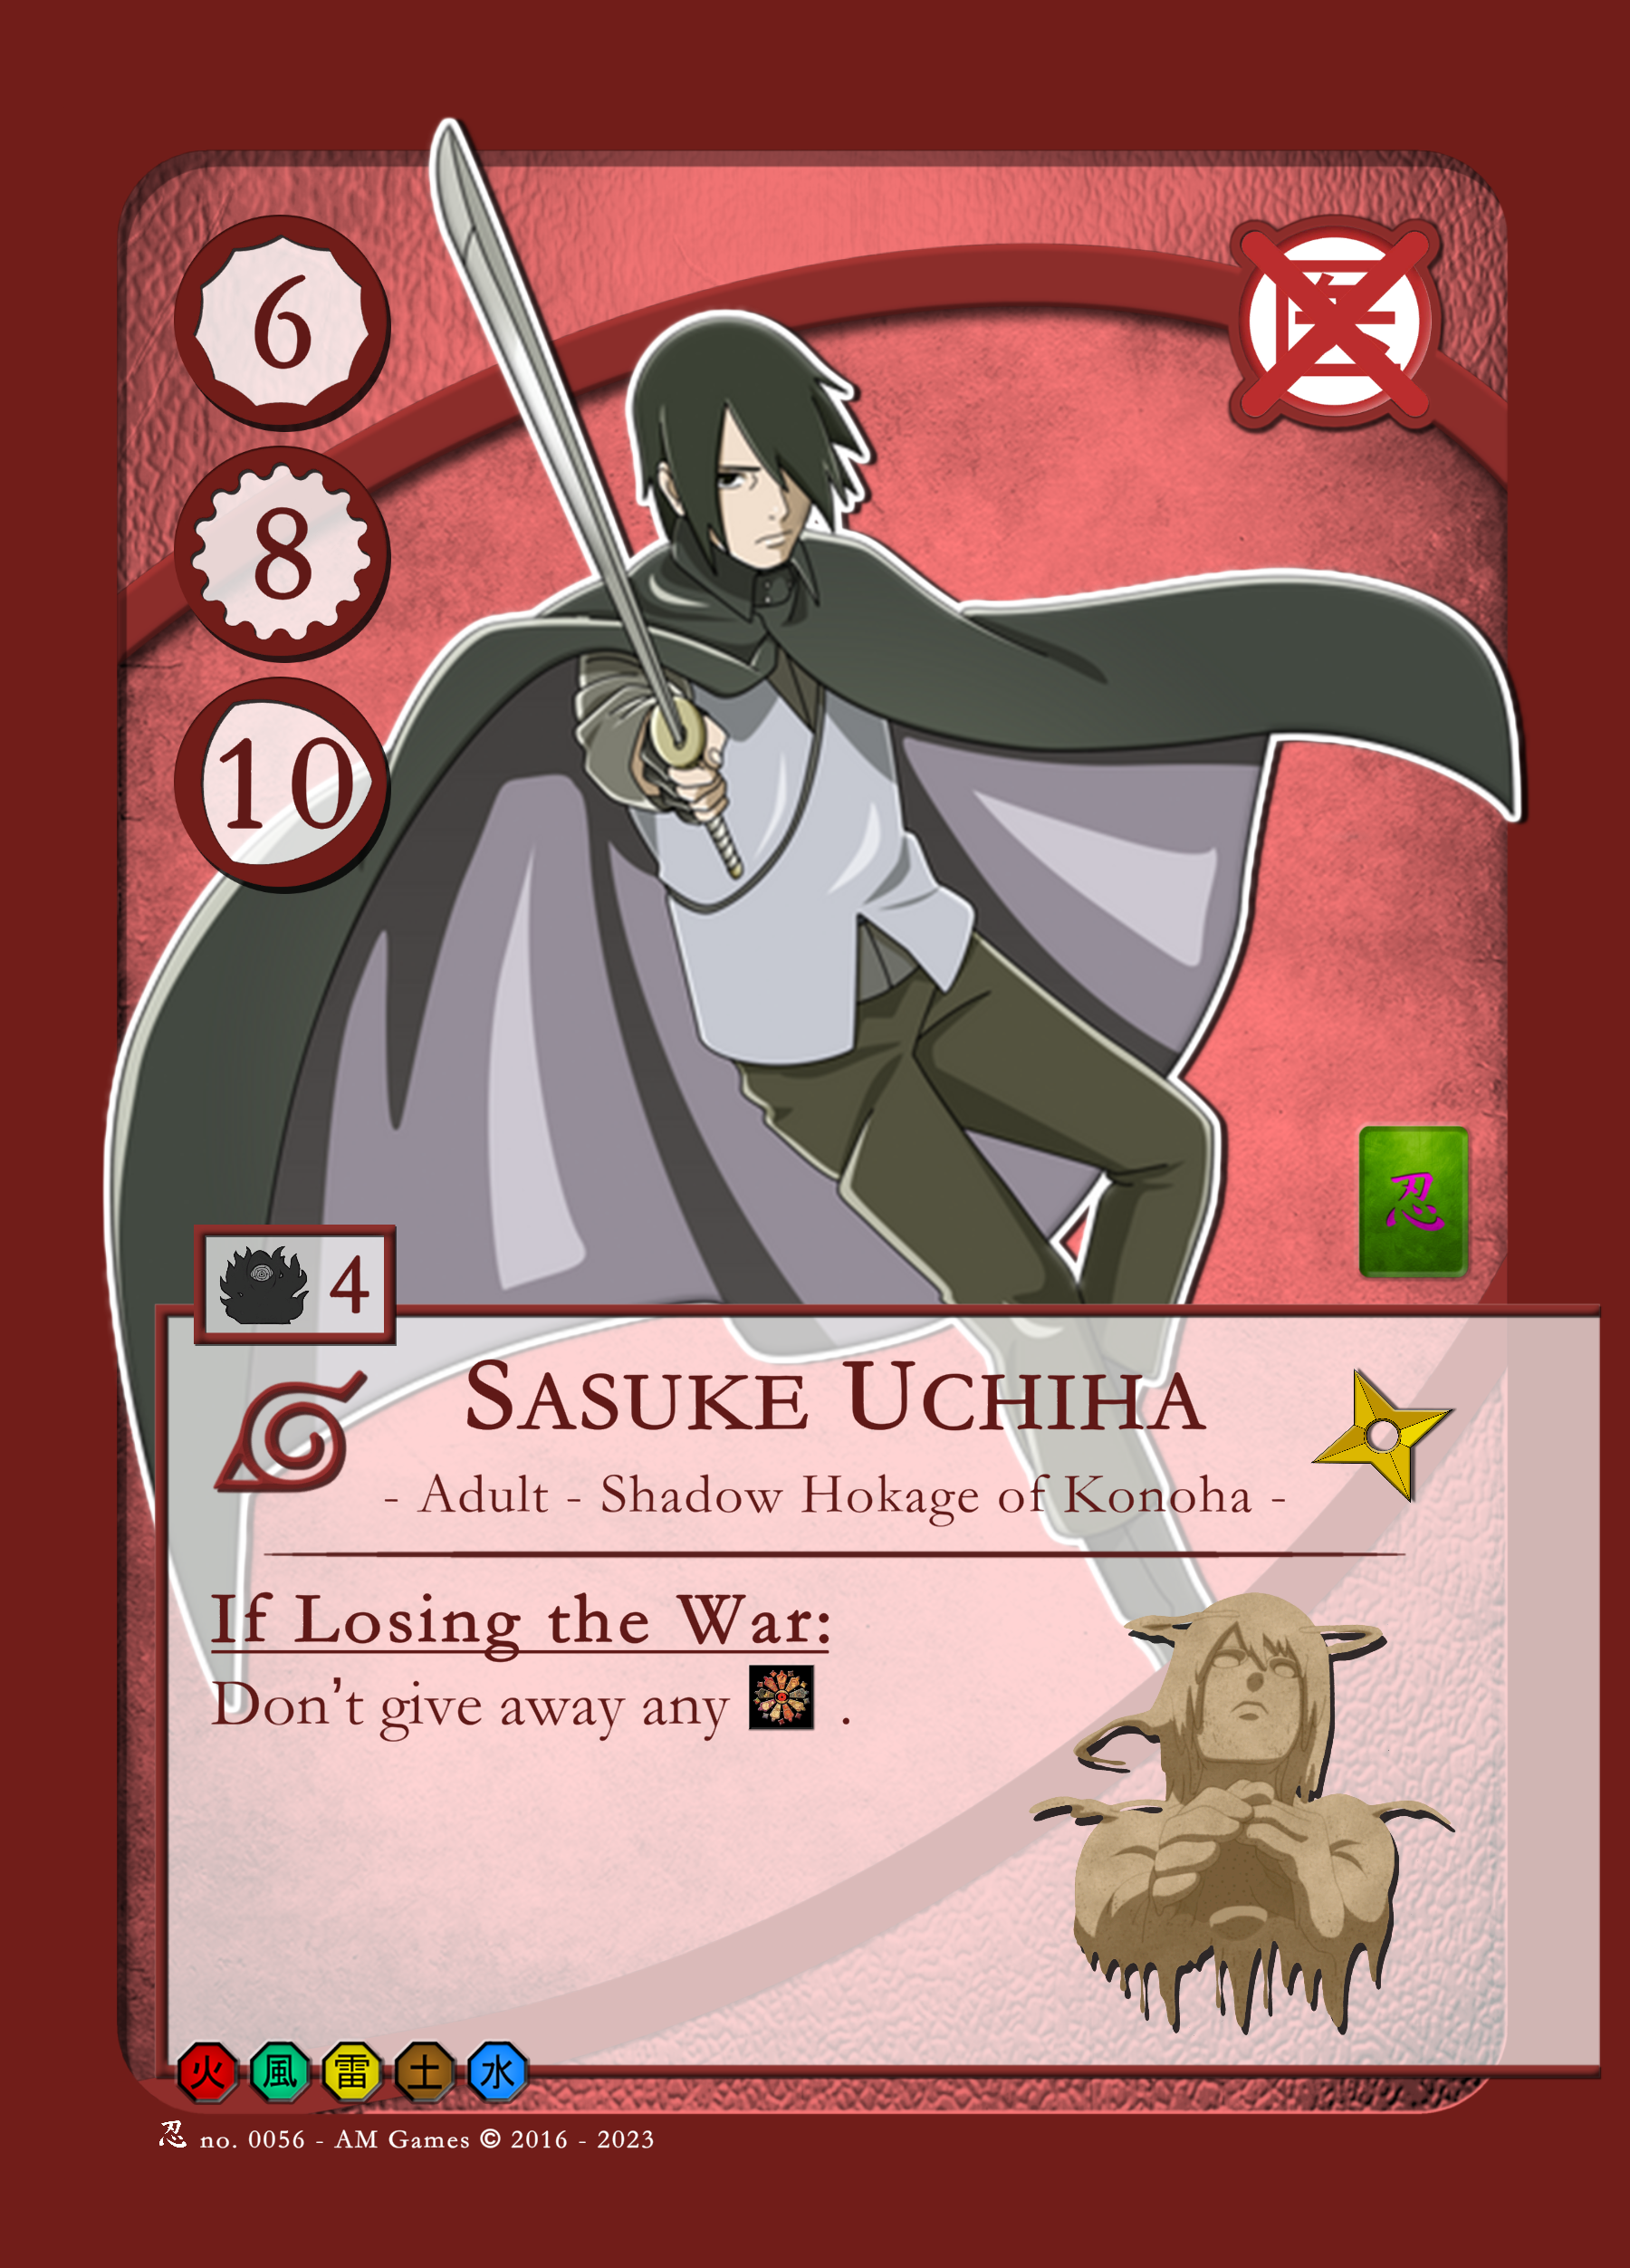 6
8
10
医
忍
4
Sasuke Uchiha
- Adult - Shadow Hokage of Konoha -
If Losing the War:
Don't give away any .
火 風 雷 土 水
忍 no. 0056 - AM Games © 2016 - 2023